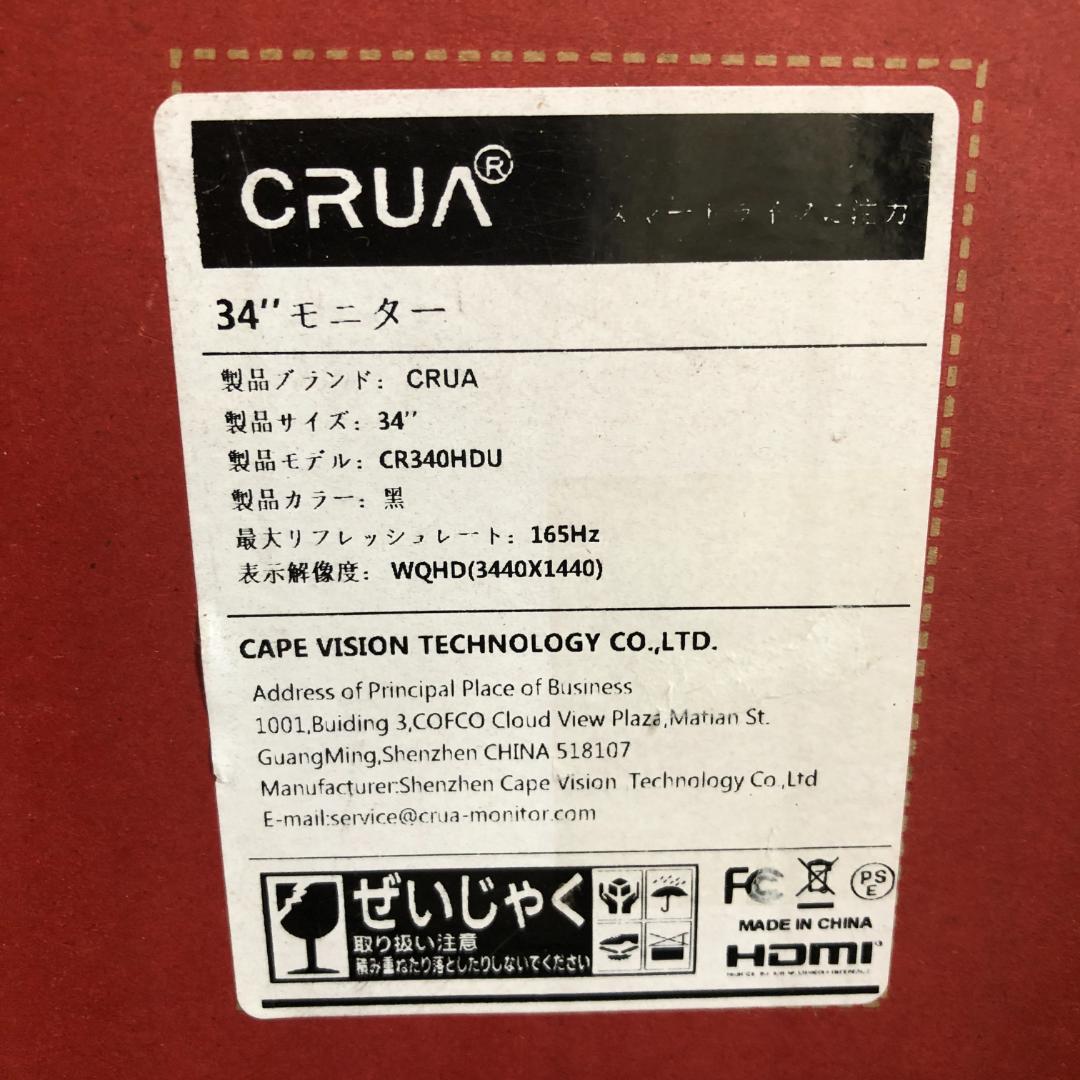 CRUA®
スマートライフに注力
34''モニター
製品ブランド: CRUA
製品サイズ: 34''
製品モデル: CR340HDU
製品カラー: 黑
最大リフレッシュレート: 165Hz
表示解像度: WQHD(3440X1440)
CAPE VISION TECHNOLOGY CO.,LTD.
Address of Principal Place of Business
1001,Buiding 3,COFCO Cloud View Plaza,Matian St.
GuangMing,Shenzhen CHINA 518107
Manufacturer:Shenzhen Cape Vision Technology Co.,Ltd
E-mail:service@crua-monitor.com
ぜいじゃく
取り扱い注意
積み重ねたり落としたりしないでください
FC
PS
E
MADE IN CHINA
HDMI